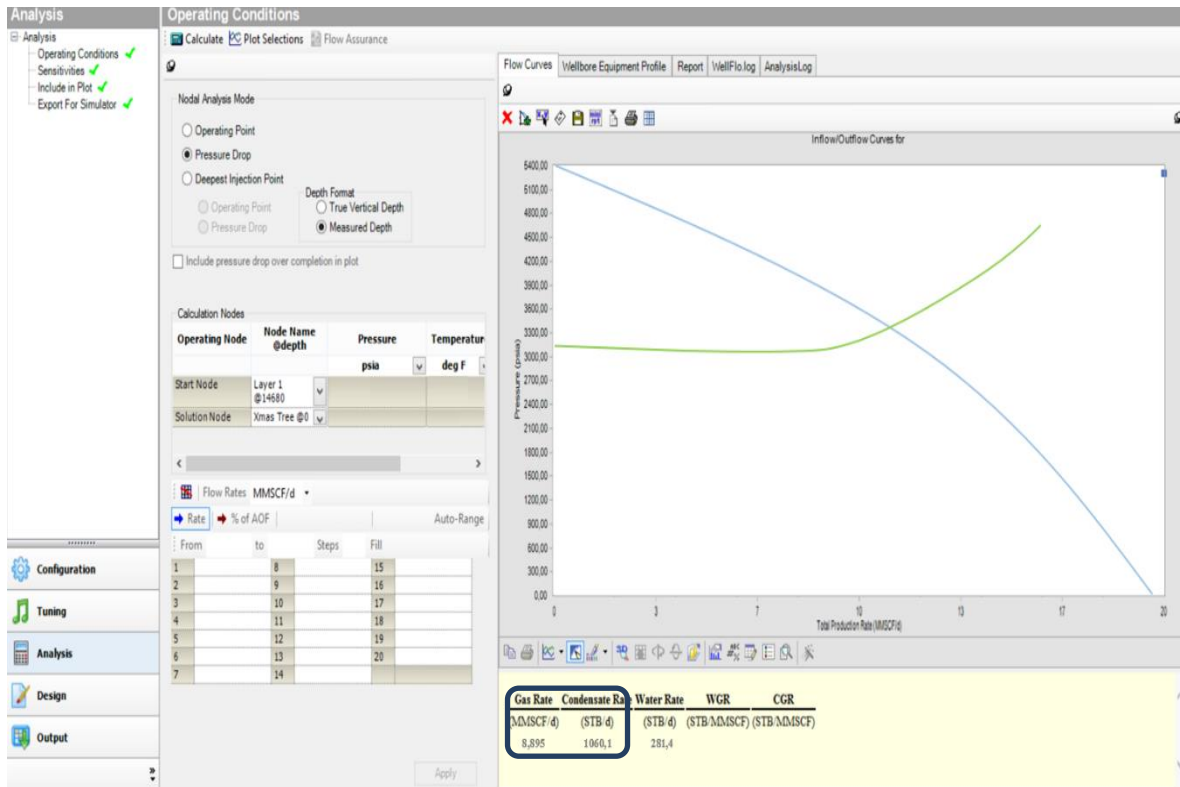 Analysis
Analysis
Operating Conditions
Sensitivities
Include in Plot
Export For Simulator
Configuration
Tuning
Analysis
Design
Output
Operating Conditions
Calculate Plot Selections Flow Assurance
Nodal Analysis Mode
Operating Point
Pressure Drop
Deepest Injection Point
Operating Point
Pressure Drop
Depth Format
True Vertical Depth
Measured Depth
Include pressure drop over completion in plot
Calculation Nodes
Operating Node Node Name @depth Pressure Temperatur
psia deg F
Start Node Layer 1 @14680
Solution Node Xmas Tree @0
Flow Rates MMSCF/d
Rate % of AOF Auto-Range
From to Steps Fill
1 8 15
2 9 16
3 10 17
4 11 18
5 12 19
6 13 20
7 14
Apply
Flow Curves Wellbore Equipment Profile Report WellFlo.log AnalysisLog
Inflow/Outflow Curves for
Pressure (psia)
5400,00
5100,00
4800,00
4500,00
4200,00
3900,00
3600,00
3300,00
3000,00
2700,00
2400,00
2100,00
1800,00
1500,00
1200,00
900,00
600,00
300,00
0,00
0 3 7 10 13 17 20
Total Production Rate (MMSCF/d)
Gas Rate Condensate Rate Water Rate WGR CGR
(MMSCF/d) (STB/d) (STB/d) (STB/MMSCF) (STB/MMSCF)
8,895 1060,1 281,4